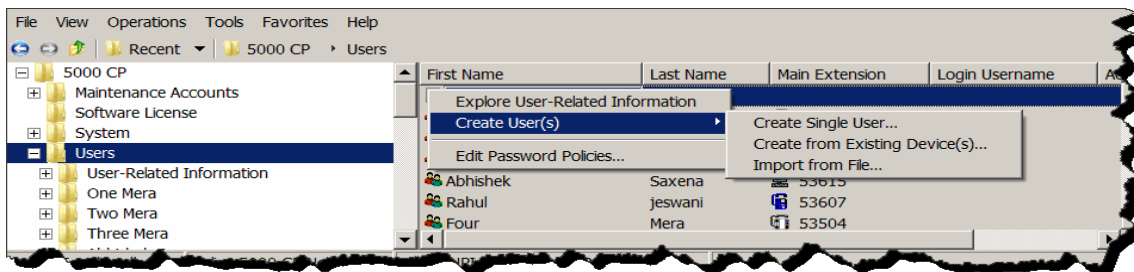 File View Operations Tools Favorites Help
Recent 5000 CP Users
5000 CP
Maintenance Accounts
Software License
System
Users
User-Related Information
One Mera
Two Mera
Three Mera
First Name Last Name Main Extension Login Username
Explore User-Related Information
Create User(s)
Edit Password Policies...
Create Single User...
Create from Existing Device(s)...
Import from File...
Abhishek Saxena 53615
Rahul jeswani 53607
Four Mera 53504